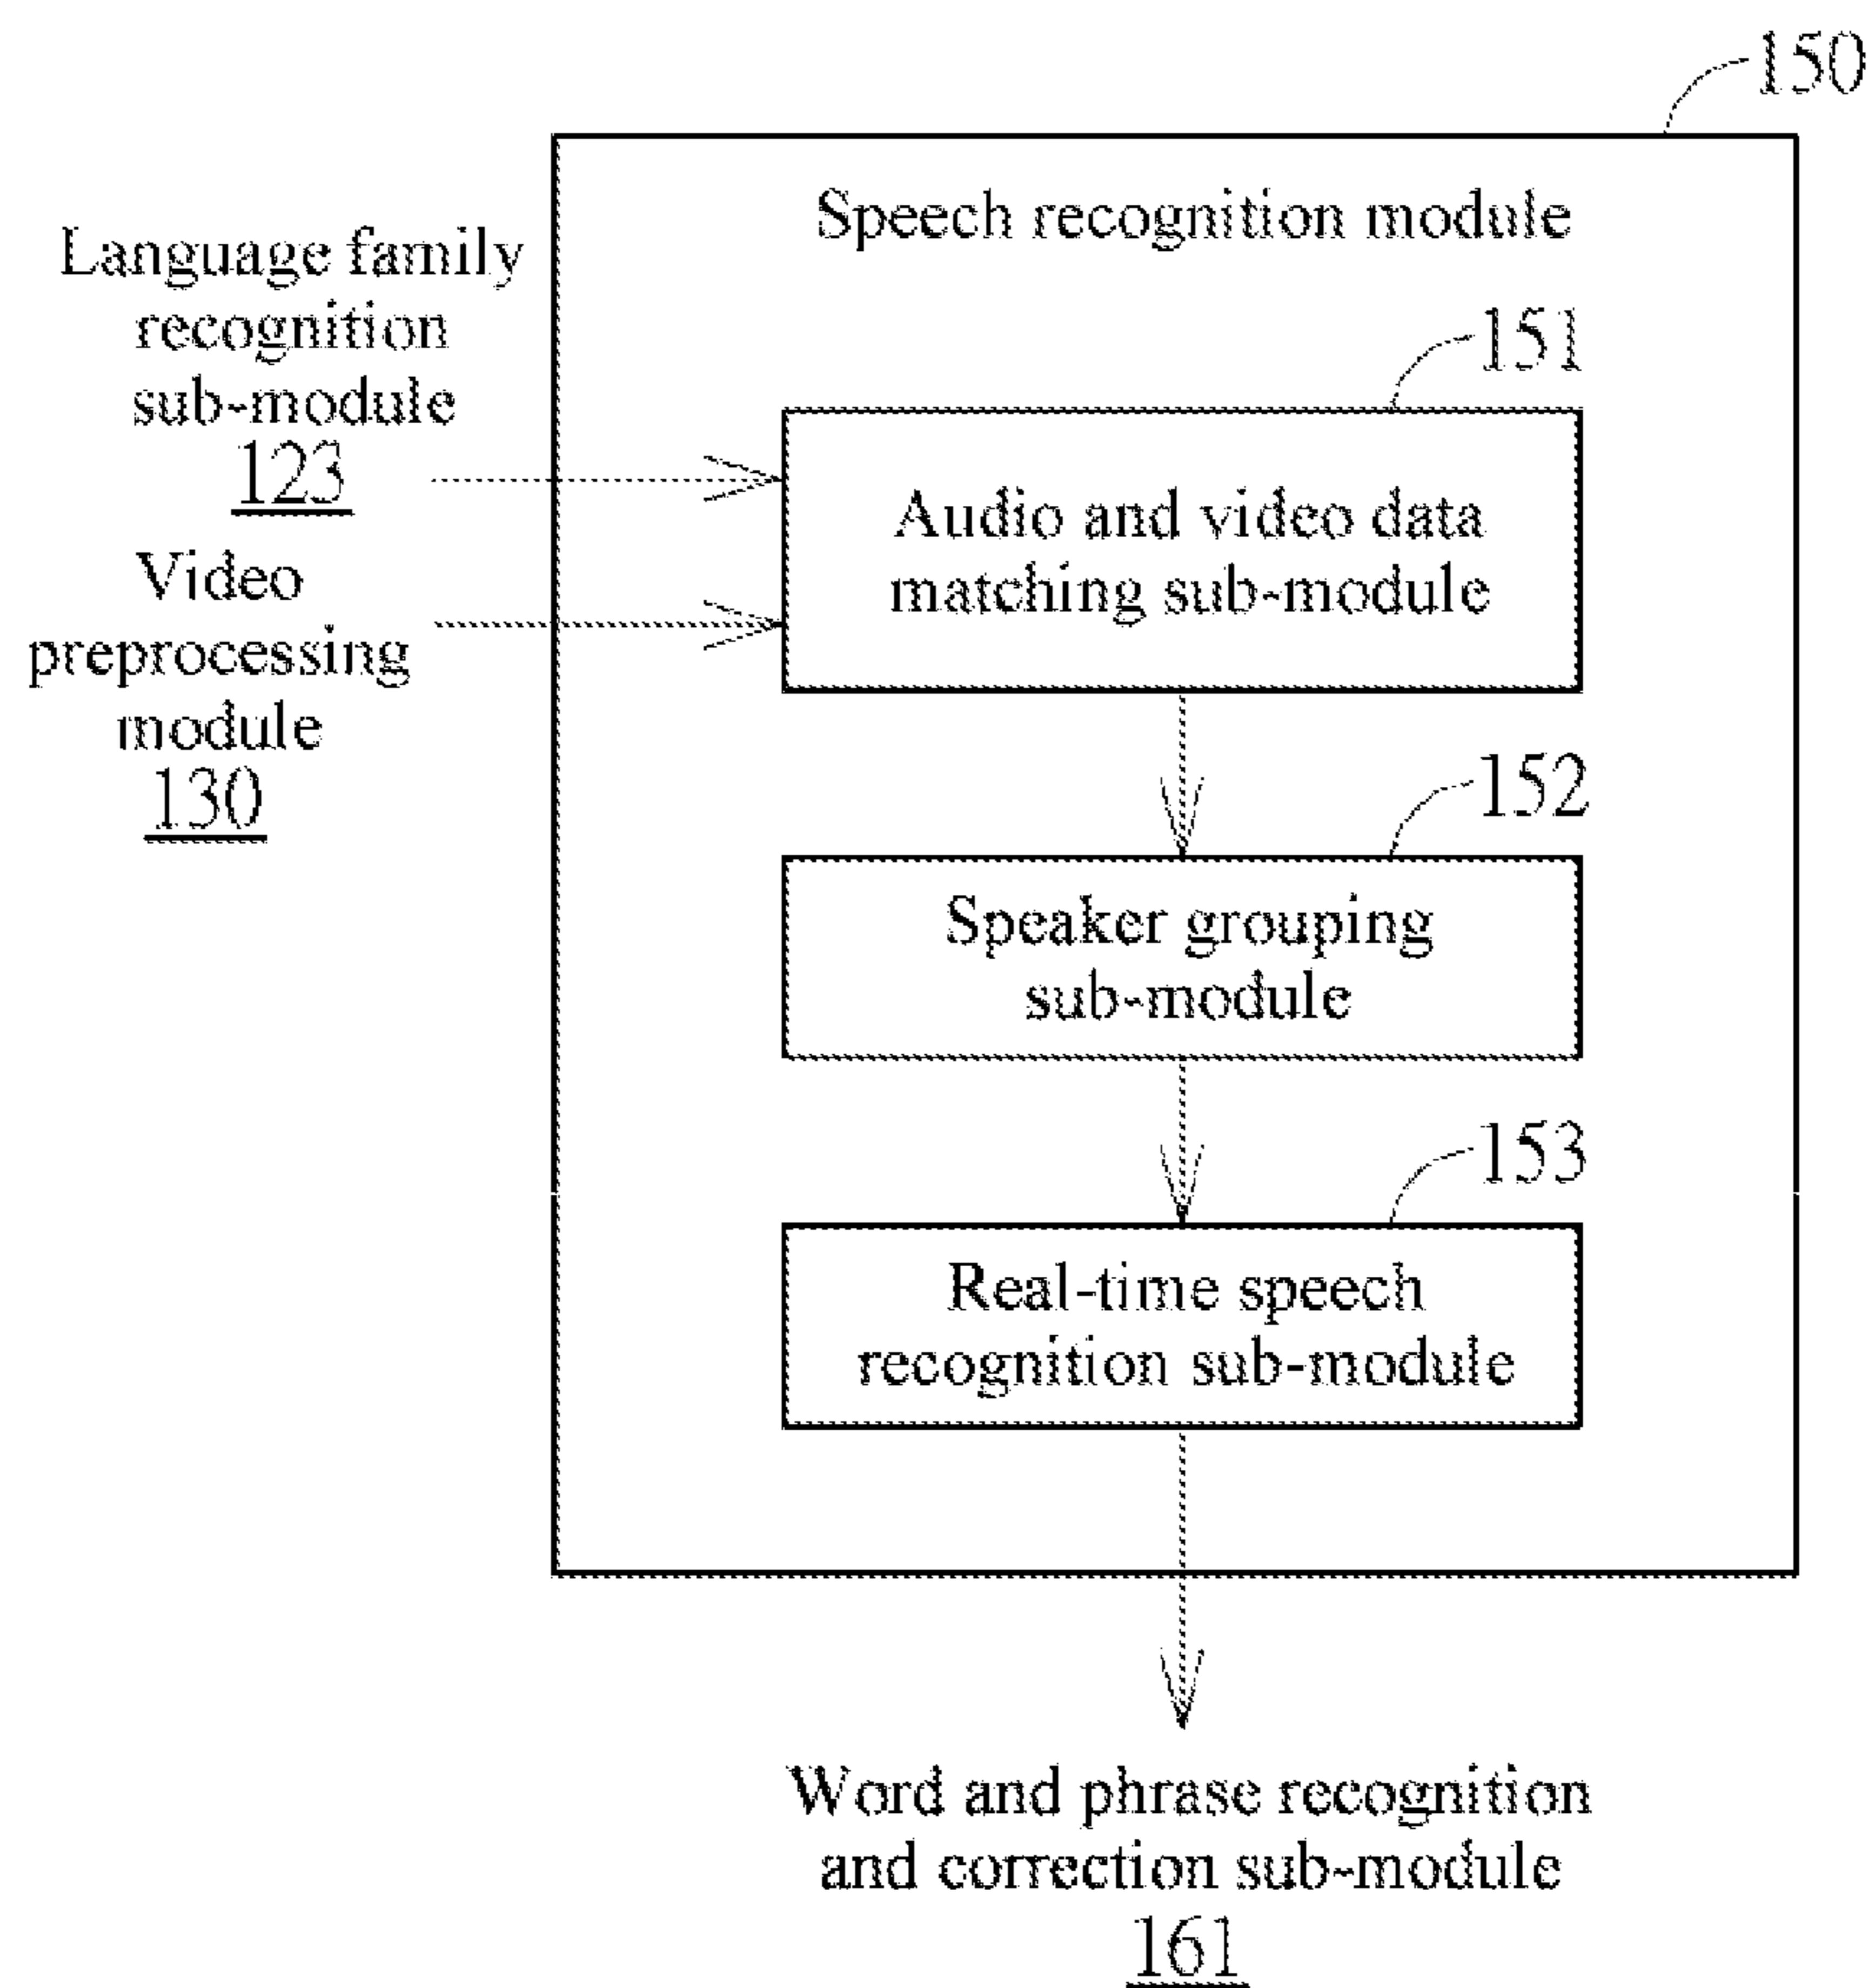 150
Speech recognition module
Language family
recognition
sub-module
123
Video
preprocessing
module
130
151
Audio and video data
matching sub-module
152
Speaker grouping
sub-module
153
Real-time speech
recognition sub-module
Word and phrase recognition
and correction sub-module
161